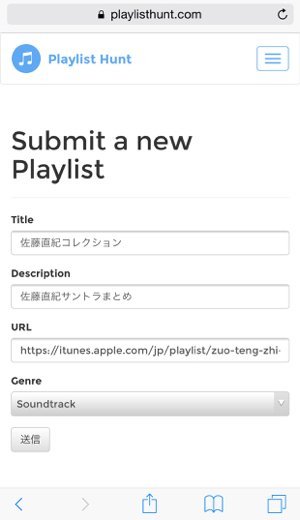 playlisthunt.com
Playlist Hunt
Submit a new
Playlist
Title
佐藤直紀コレクション
Description
佐藤直紀サントラまとめ
URL
https://itunes.apple.com/jp/playlist/zuo-teng-zhi-
Genre
Soundtrack
送信